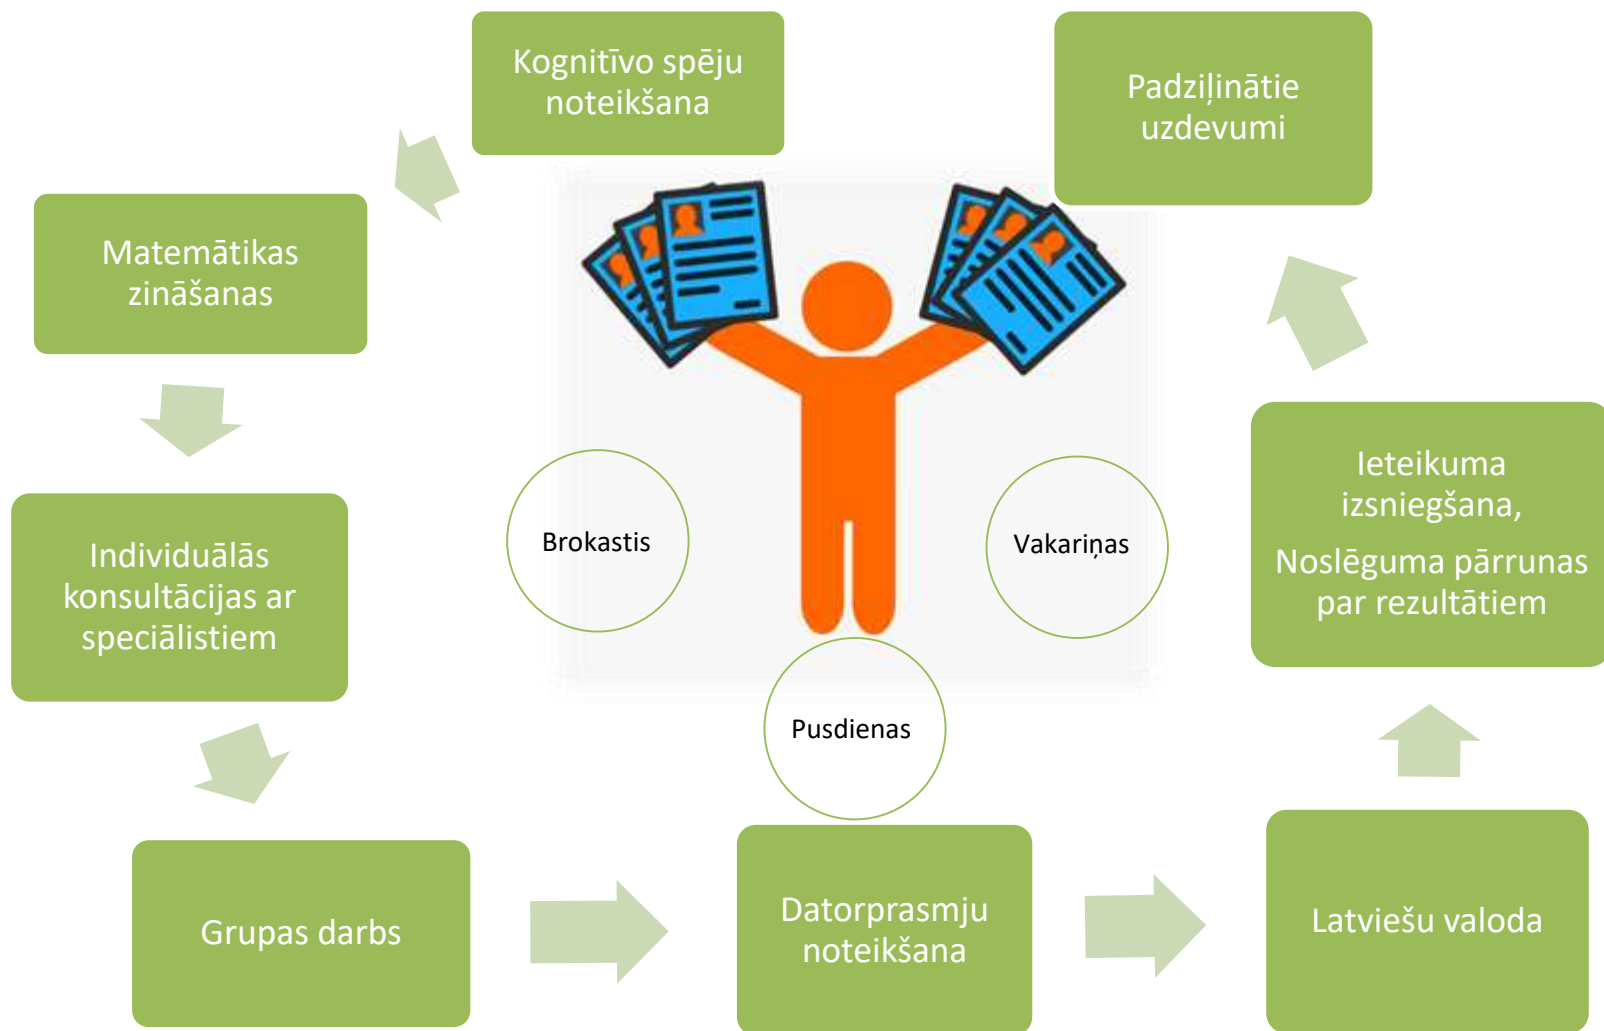 Kognitīvo spēju
noteikšana
Matemātikas
zināšanas
Individuālās
konsultācijas ar
speciālistiem
Grupas darbs
Datorprasmju
noteikšana
Latviešu valoda
Ieteikuma
izsniegšana,
Noslēguma pārrunas
par rezultātiem
Padziļinātie
uzdevumi
Brokastis
Pusdienas
Vakariņas